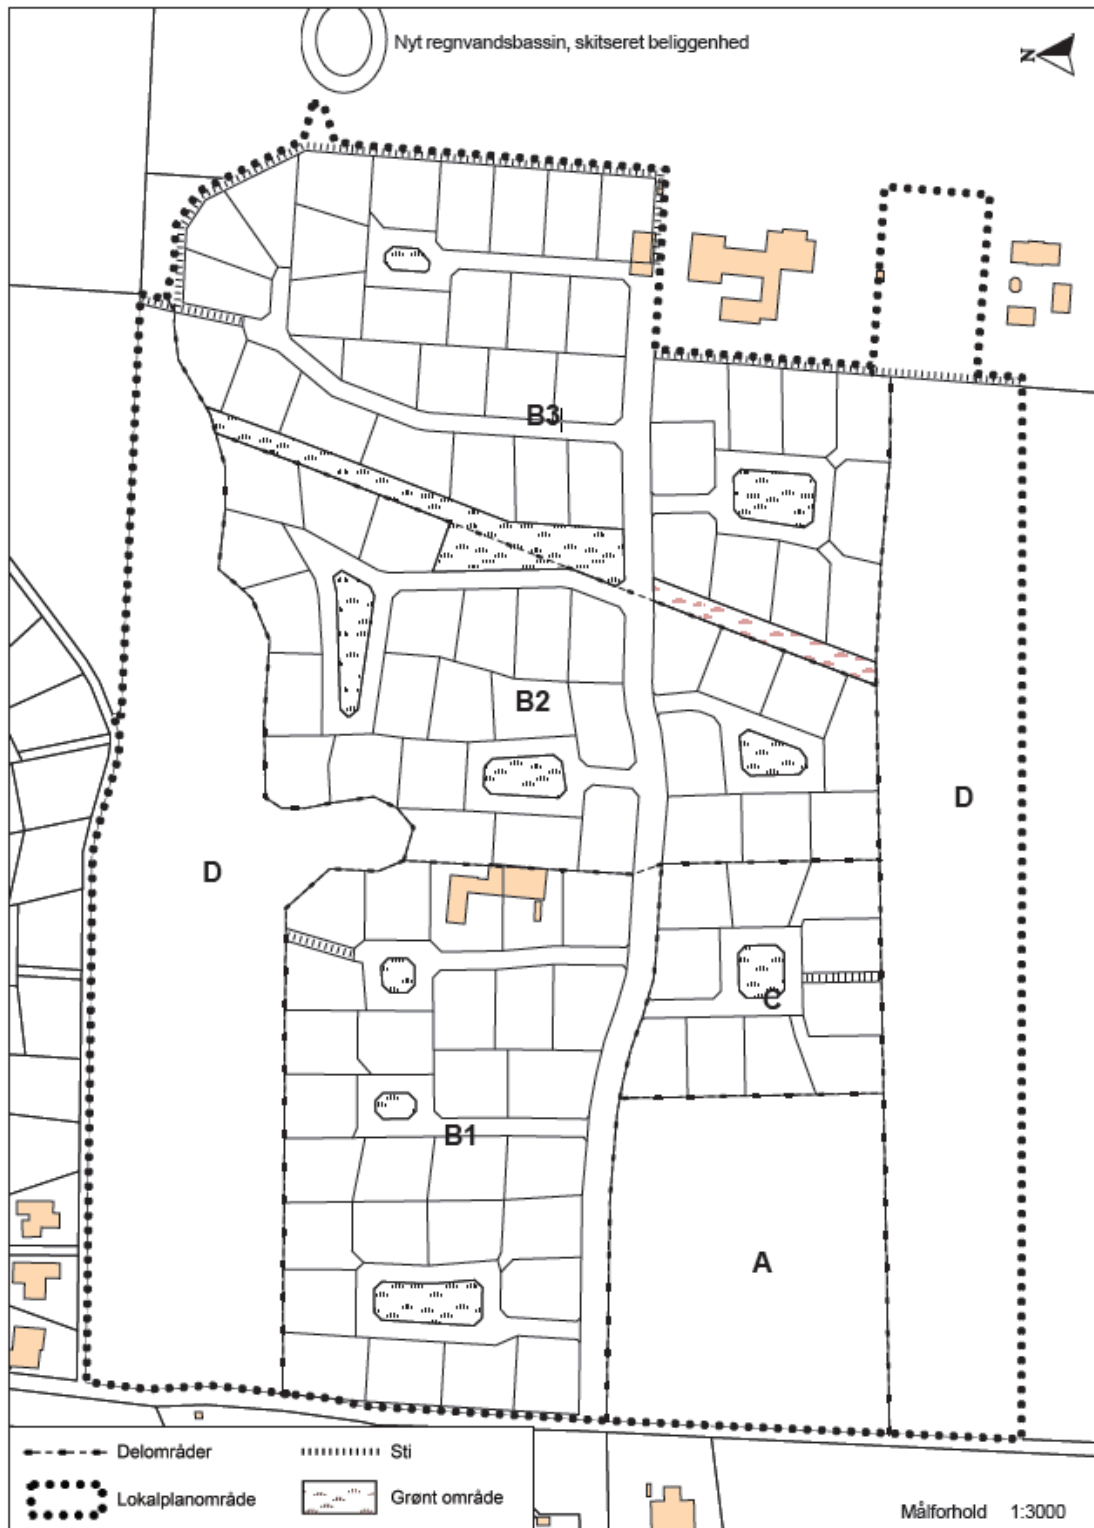 Nyt regnvandsbassin, skitseret beliggenhed
N
B3
B2
D
D
C
B1
A
Delområder
Sti
Lokalplanområde
Grønt område
Målforhold 1:3000